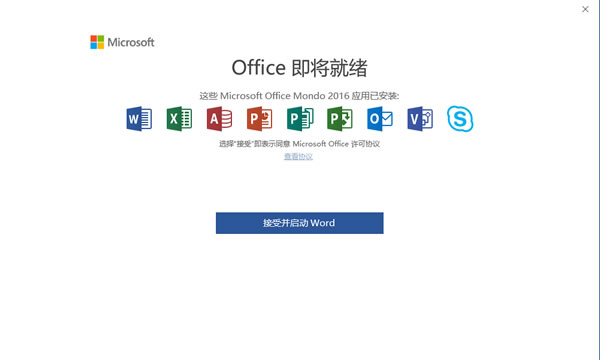 Microsoft
Office 即将就绪
这些 Microsoft Office Mondo 2016 应用已安装:
W X A P P P O V S
选择"接受"即表示同意 Microsoft Office 许可协议
查看协议
接受并启动 Word